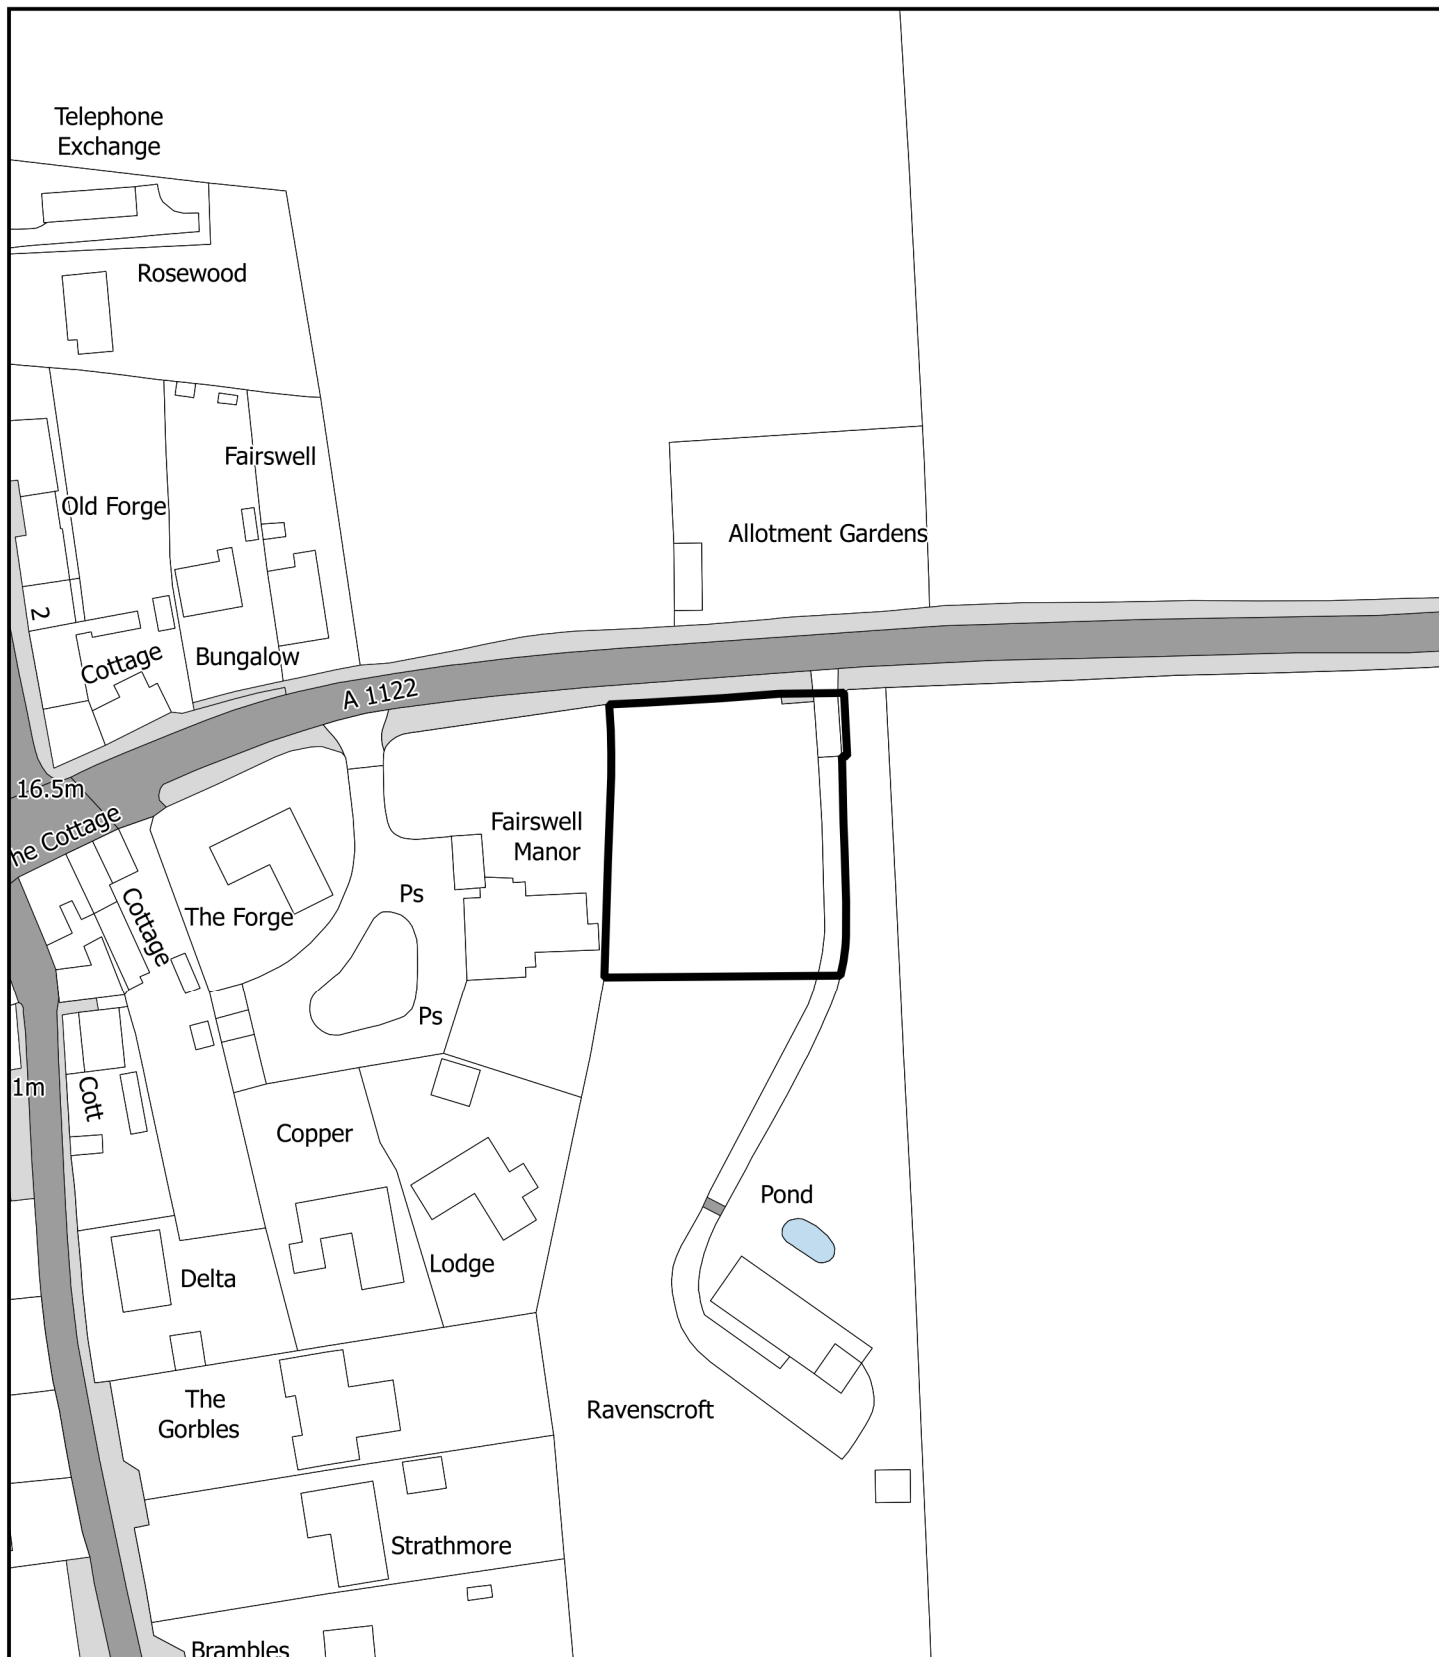 Telephone
Exchange
Rosewood
Fairswell
Old Forge
Allotment Gardens
2
Cottage
Bungalow
A 1122
16.5m
he Cottage
Fairswell
Manor
Ps
Cottage
The Forge
Ps
1m
Cott
Copper
Pond
Lodge
Delta
The
Gorbles
Ravenscroft
Strathmore
Brambles